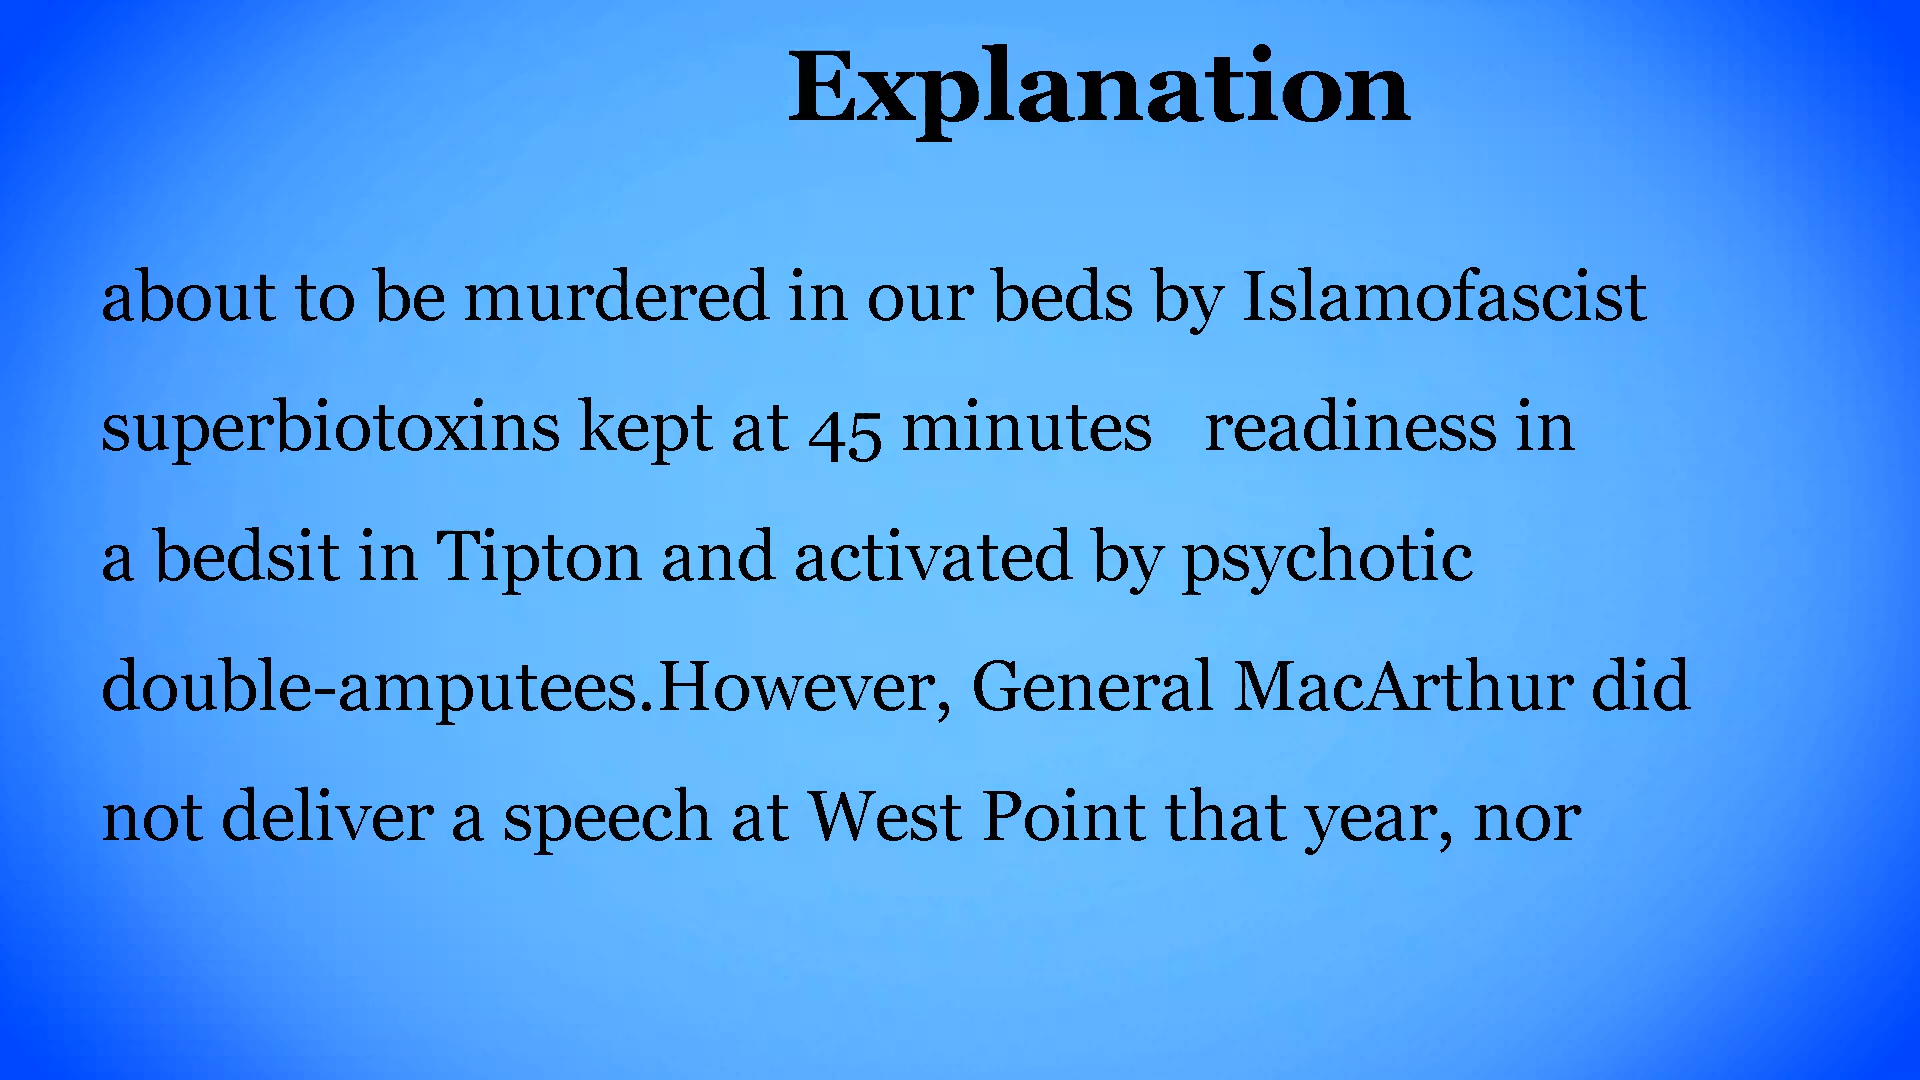 Explanation
about to be murdered in our beds by Islamofascist
superbiotoxins kept at 45 minutes   readiness in
a bedsit in Tipton and activated by psychotic
double-amputees.However, General MacArthur did
not deliver a speech at West Point that year, nor